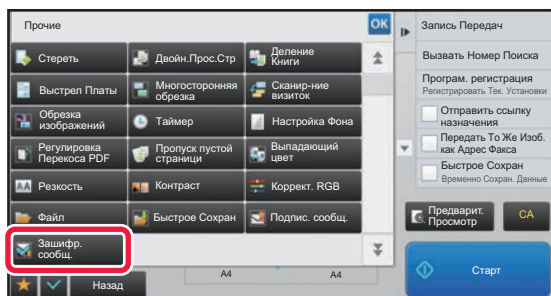 Прочие
OK
Стереть
Двойн.Прос.Стр
Деление
Книги
Выстрел Платы
Многосторонняя
обрезка
Сканир-ние
визиток
Обрезка
изображений
Таймер
Настройка Фона
Регулировка
Перекоса PDF
Пропуск пустой
страници
Выпадающий
цвет
Резкость
Контраст
Коррект. RGB
Файл
Быстрое Сохран
Подпис. сообщ.
Зашифр.
сообщ.
Назад
A4
A4
Запись Передач
Вызвать Номер Поиска
Програм. регистрация
Регистрировать Тек. Установки
Отправить ссылку
назначения
Передать То Же Изоб.
как Адрес Факса
Быстрое Сохран
Временно Сохран. Данные
Предварит.
Просмотр
CA
Старт